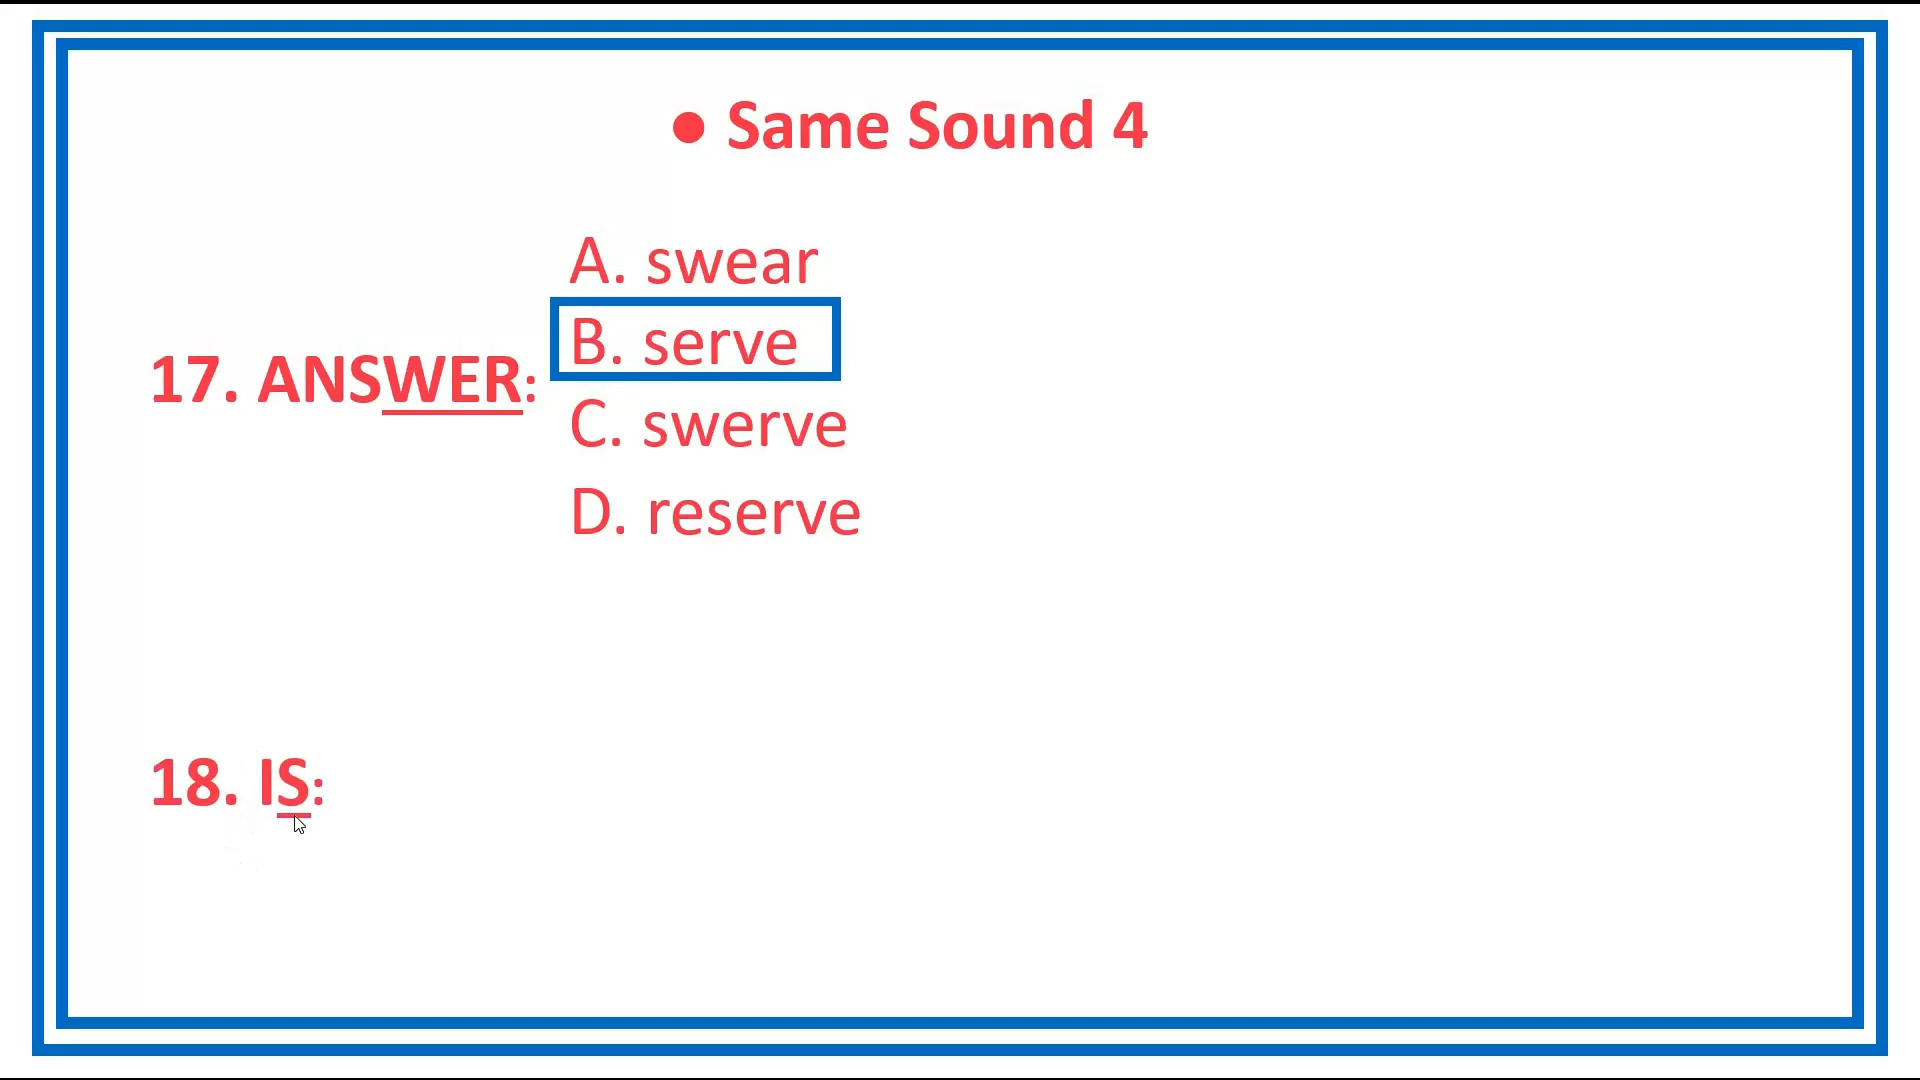 ● Same Sound 4
A. swear
B. serve
17. ANSWER:
C. swerve
D. reserve
18. IS: